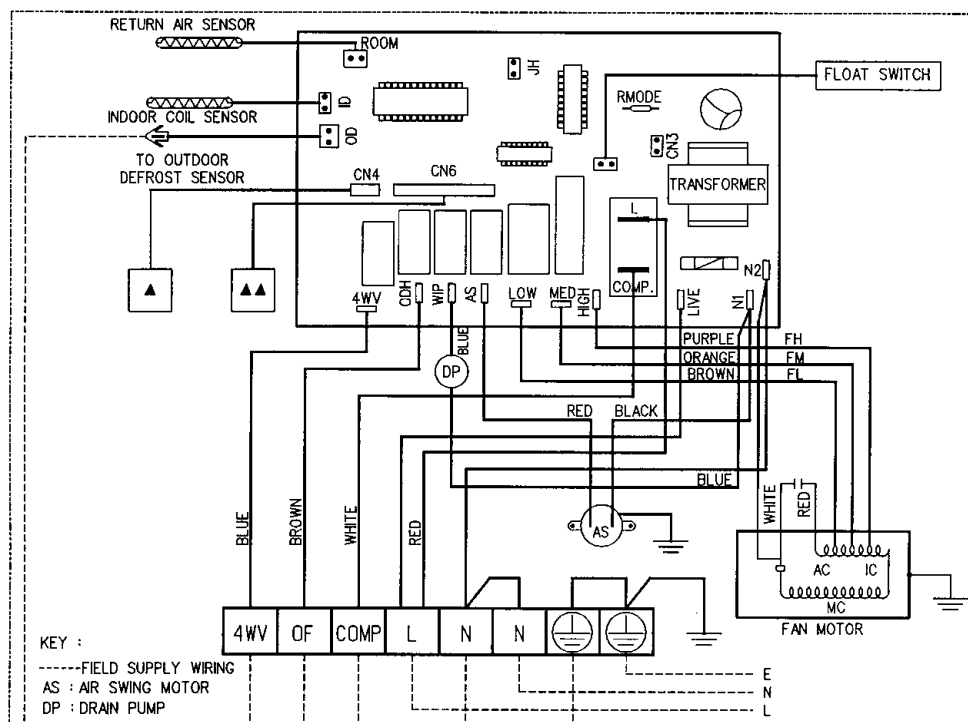 RETURN AIR SENSOR
ROOM
JH
FLOAT SWITCH
ID
INDOOR COIL SENSOR
RMODE
OD
CN3
TO OUTDOOR
DEFROST SENSOR
CN4
CN6
TRANSFORMER
L
N2
4WV
ODH
WIP
AS
LOW
MED
HIGH
COMP.
LIVE
N1
BLUE
PURPLE FH
ORANGE FM
BROWN FL
DP
RED
BLACK
BLUE
BLUE
BROWN
WHITE
RED
WHITE
RED
AS
AC
IC
MC
FAN MOTOR
4WV
OF
COMP
L
N
N
KEY :
-----FIELD SUPPLY WIRING
AS : AIR SWING MOTOR
DP : DRAIN PUMP
E
N
L